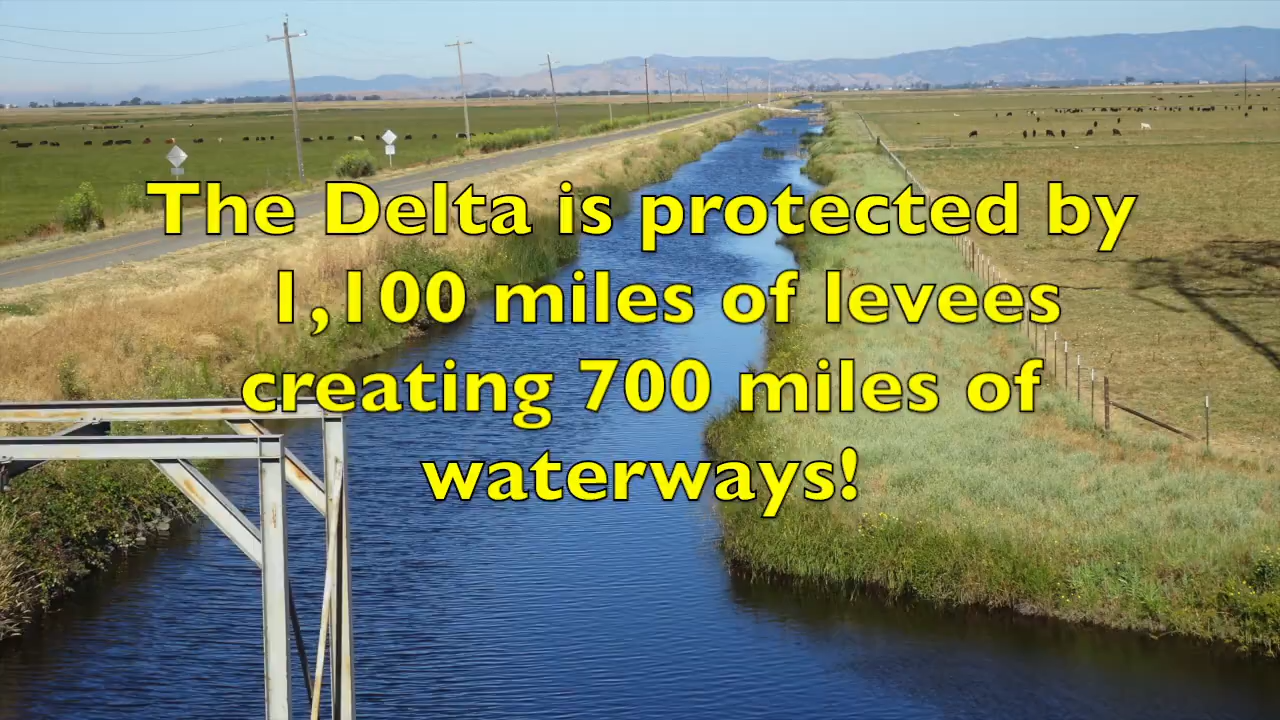 The Delta is protected by
1,100 miles of levees
creating 700 miles of
waterways!